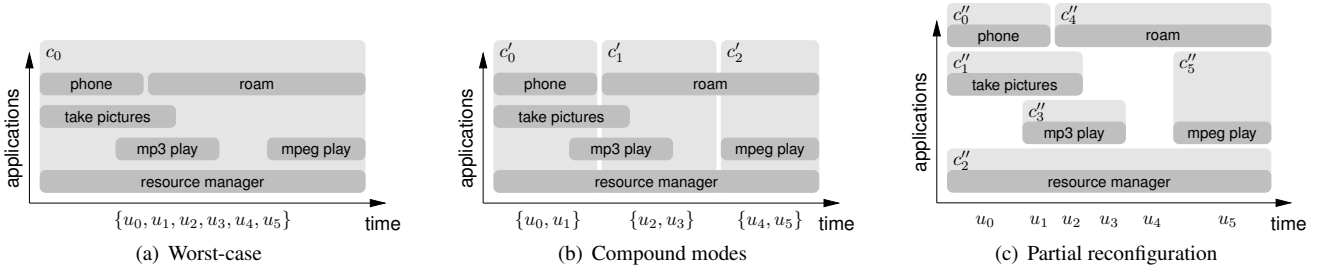 c₀
phone roam
take pictures
mp3 play mpeg play
resource manager
applications
time
{u₀, u₁, u₂, u₃, u₄, u₅}
(a) Worst-case
c′₀ c′₁ c′₂
phone roam
take pictures
mp3 play mpeg play
resource manager
applications
time
{u₀, u₁} {u₂, u₃} {u₄, u₅}
(b) Compound modes
c″₀ c″₄
phone roam
c″₁ c″₅
take pictures
c″₃
mp3 play mpeg play
c″₂
resource manager
applications
time
u₀ u₁ u₂ u₃ u₄ u₅
(c) Partial reconfiguration